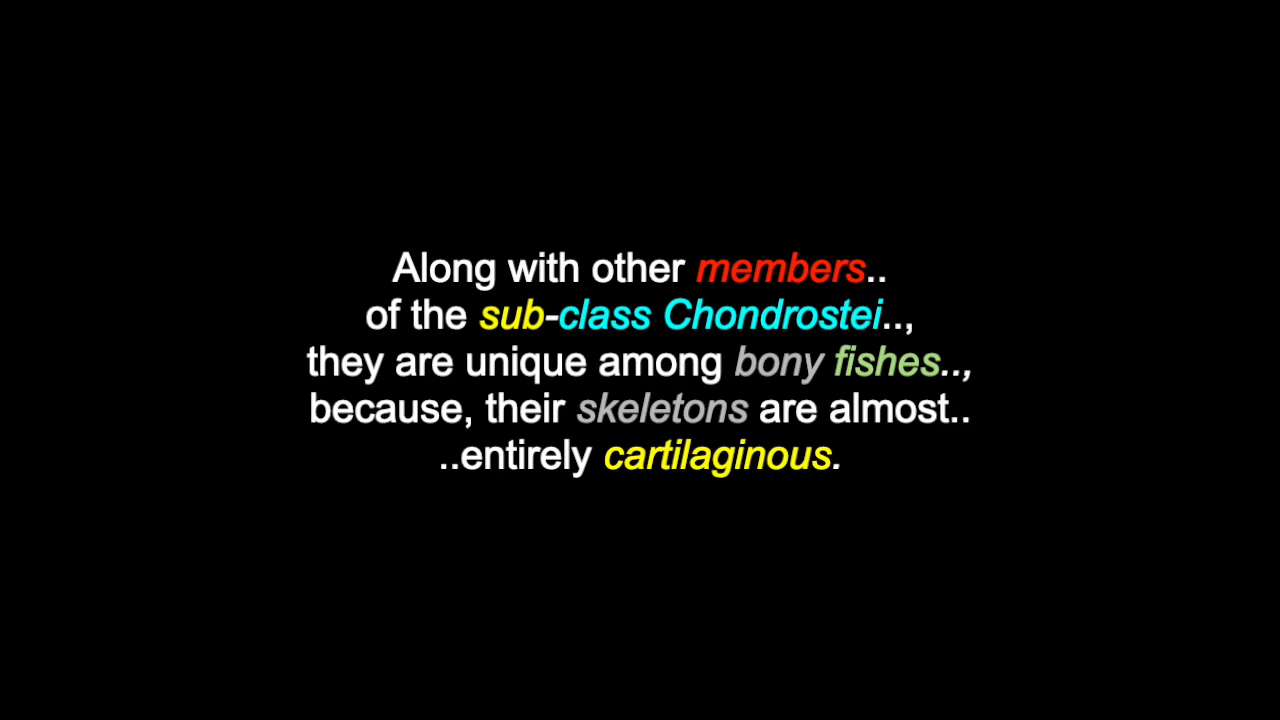 Along with other members..
of the sub-class Chondrostei..,
they are unique among bony fishes..,
because, their skeletons are almost..
..entirely cartilaginous.